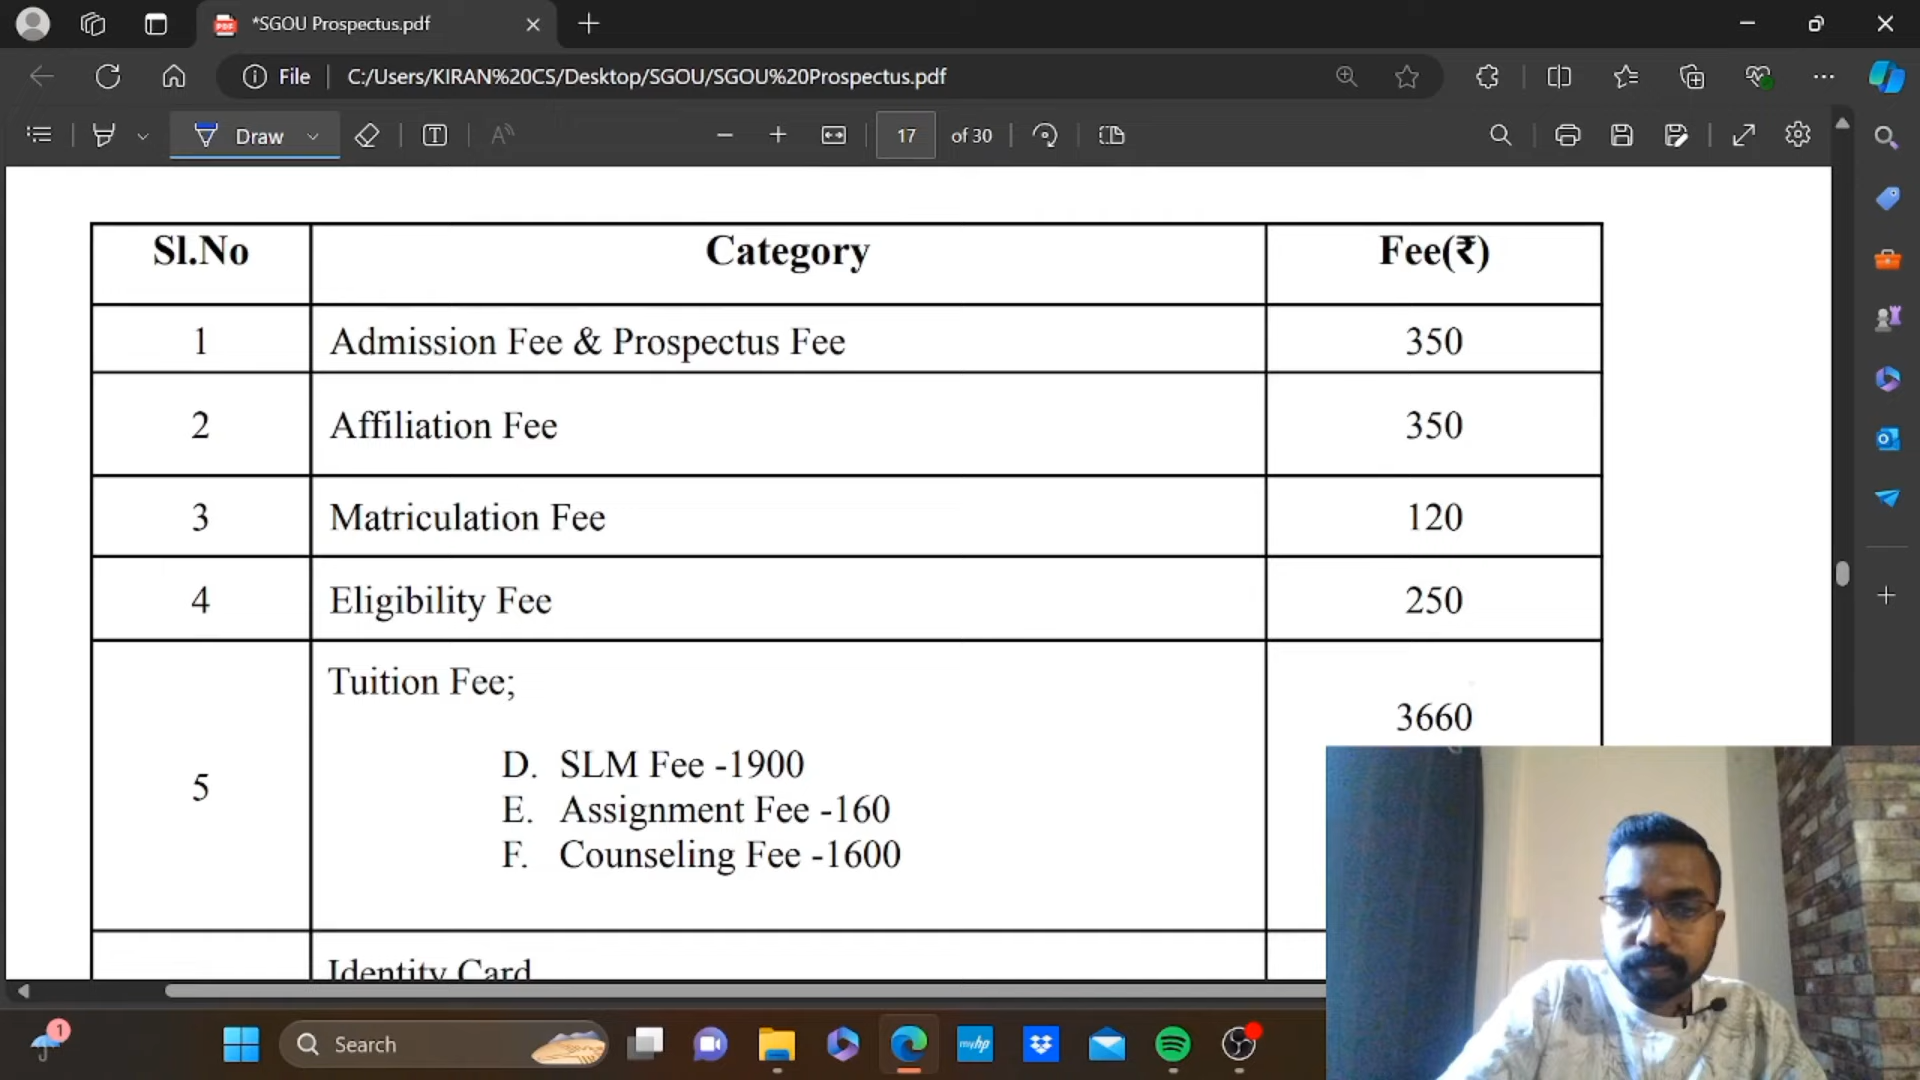 *SGOU Prospectus.pdf
File
C:/Users/KIRAN%20CS/Desktop/SGOU/SGOU%20Prospectus.pdf
Draw
17
of 30
Sl.No
Category
Fee(₹)
1
Admission Fee & Prospectus Fee
350
2
Affiliation Fee
350
3
Matriculation Fee
120
4
Eligibility Fee
250
5
Tuition Fee;
3660
D. SLM Fee -1900
E. Assignment Fee -160
F. Counseling Fee -1600
Identity Card
1
Search
myhp